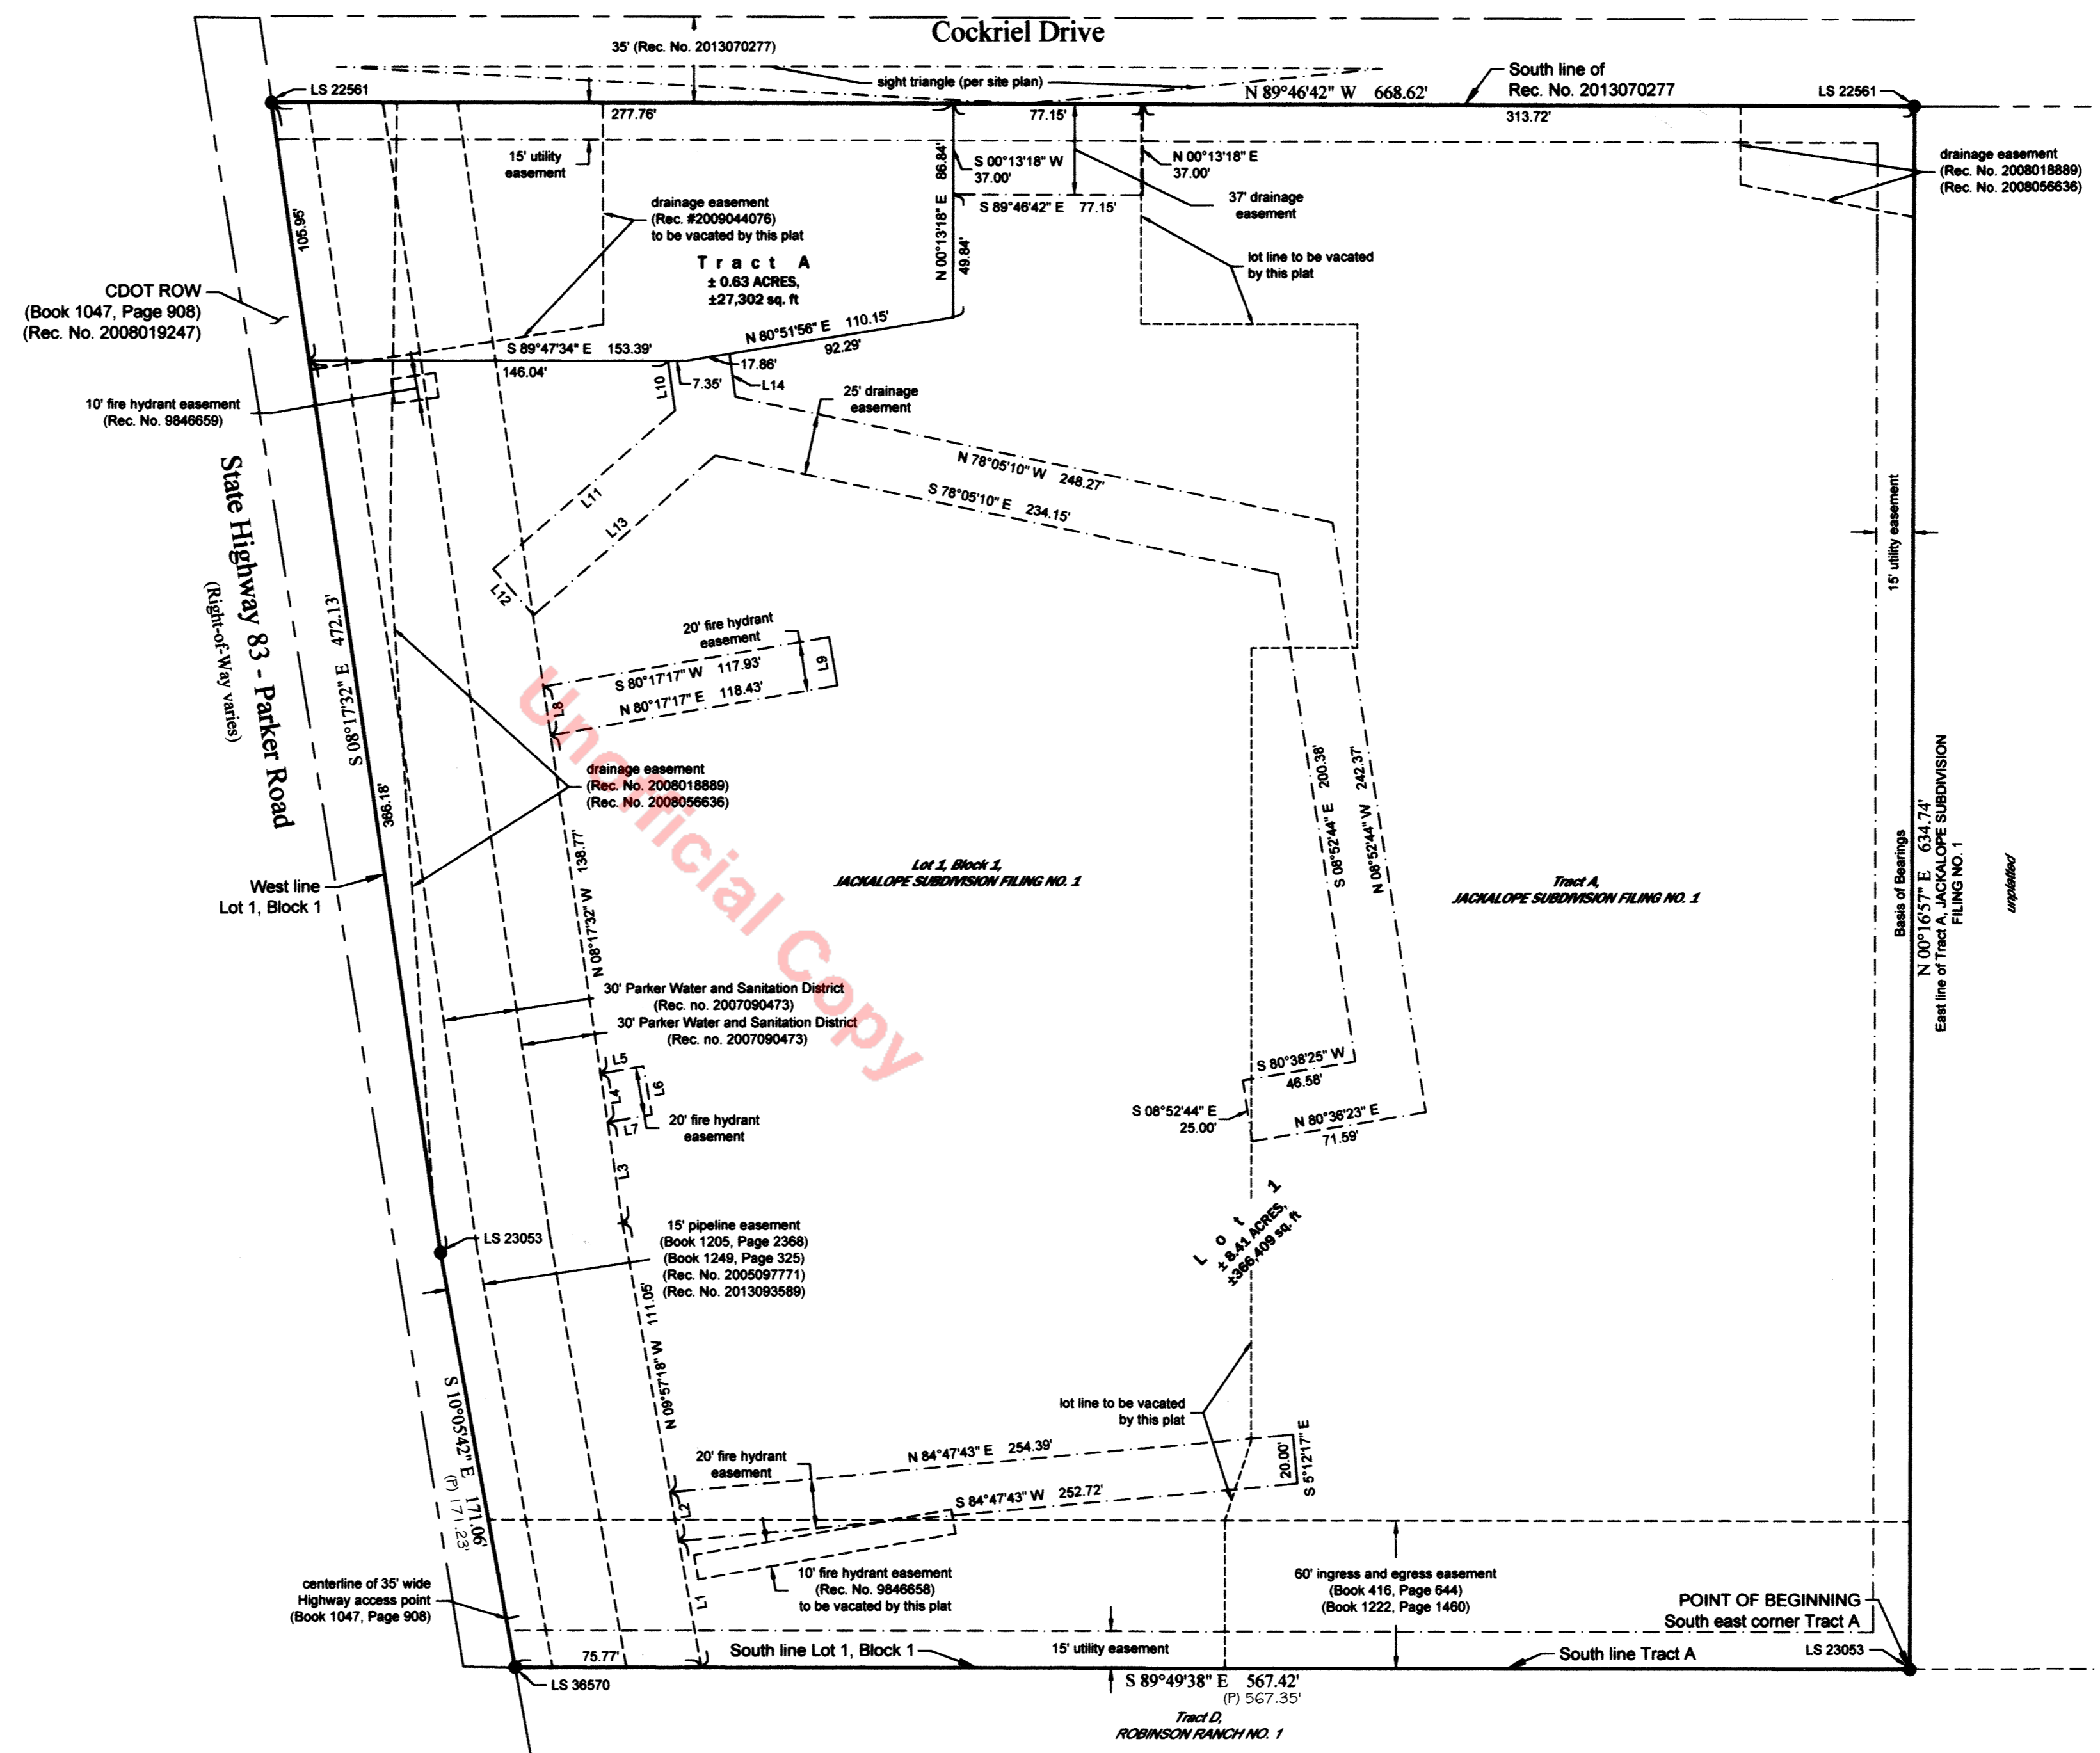 Cockriel Drive
35' (Rec. No. 2013070277)
sight triangle (per site plan)
South line of
Rec. No. 2013070277
LS 22561
N 89°46'42" W 668.62'
LS 22561
277.76'
77.15'
313.72'
15' utility
easement
S 00°13'18" W
37.00'
N 00°13'18" E
37.00'
drainage easement
(Rec. No. 2008018889)
(Rec. No. 2008056636)
N 00°13'18" E 86.84'
49.84'
S 89°46'42" E 77.15'
37' drainage
easement
drainage easement
(Rec. #2009044076)
to be vacated by this plat
105.95'
Tract A
± 0.63 ACRES,
±27,302 sq. ft
lot line to be vacated
by this plat
CDOT ROW
(Book 1047, Page 908)
(Rec. No. 2008019247)
N 80°51'56" E 110.15'
92.29'
S 89°47'34" E 153.39'
146.04'
17.86'
7.35'
L10
L14
10' fire hydrant easement
(Rec. No. 9846659)
25' drainage
easement
State Highway 83 - Parker Road
(Right-of-Way varies)
N 78°05'10" W 248.27'
S 78°05'10" E 234.15'
L11
L13
L12
15' utility easement
S 08°17'32" E 472.13'
366.18'
20' fire hydrant
easement
S 80°17'17" W 117.93'
N 80°17'17" E 118.43'
L9
L8
Unofficial Copy
drainage easement
(Rec. No. 2008018889)
(Rec. No. 2008056636)
S 08°52'44" E 200.38'
N 08°52'44" W 242.37'
N 08°17'32" W 138.77'
West line
Lot 1, Block 1
Lot 1, Block 1,
JACKALOPE SUBDIVISION FILING NO. 1
Tract A,
JACKALOPE SUBDIVISION FILING NO. 1
Basis of Bearings
N 00°16'57" E 634.74'
East line of Tract A, JACKALOPE SUBDIVISION
FILING NO. 1
unplatted
30' Parker Water and Sanitation District
(Rec. no. 2007090473)
30' Parker Water and Sanitation District
(Rec. no. 2007090473)
L5
L4
L6
L7
20' fire hydrant
easement
S 80°38'25" W
46.58'
S 08°52'44" E
25.00'
N 80°36'23" E
71.59'
L3
Lot 1
± 8.41 ACRES,
±366,409 sq. ft
LS 23053
15' pipeline easement
(Book 1205, Page 2368)
(Book 1249, Page 325)
(Rec. No. 2005097771)
(Rec. No. 2013093589)
N 09°57'18" W 111.05'
S 10°05'42" E 171.06'
(P) 171.23'
lot line to be vacated
by this plat
20' fire hydrant
easement
N 84°47'43" E 254.39'
S 84°47'43" W 252.72'
20.00'
S 5°12'17" E
L2
L1
10' fire hydrant easement
(Rec. No. 9846658)
to be vacated by this plat
60' ingress and egress easement
(Book 416, Page 644)
(Book 1222, Page 1460)
centerline of 35' wide
Highway access point
(Book 1047, Page 908)
POINT OF BEGINNING
South east corner Tract A
75.77'
South line Lot 1, Block 1
15' utility easement
South line Tract A
LS 23053
LS 36570
S 89°49'38" E 567.42'
(P) 567.35'
Tract D,
ROBINSON RANCH NO. 1